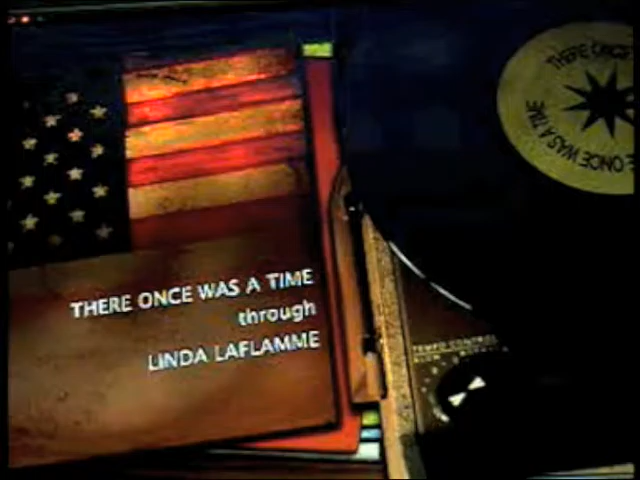 THERE ONCE WAS A TIME
through
LINDA LAFLAMME
THERE ONCE
ONCE WAS A TIME
TEMPO CONTROL